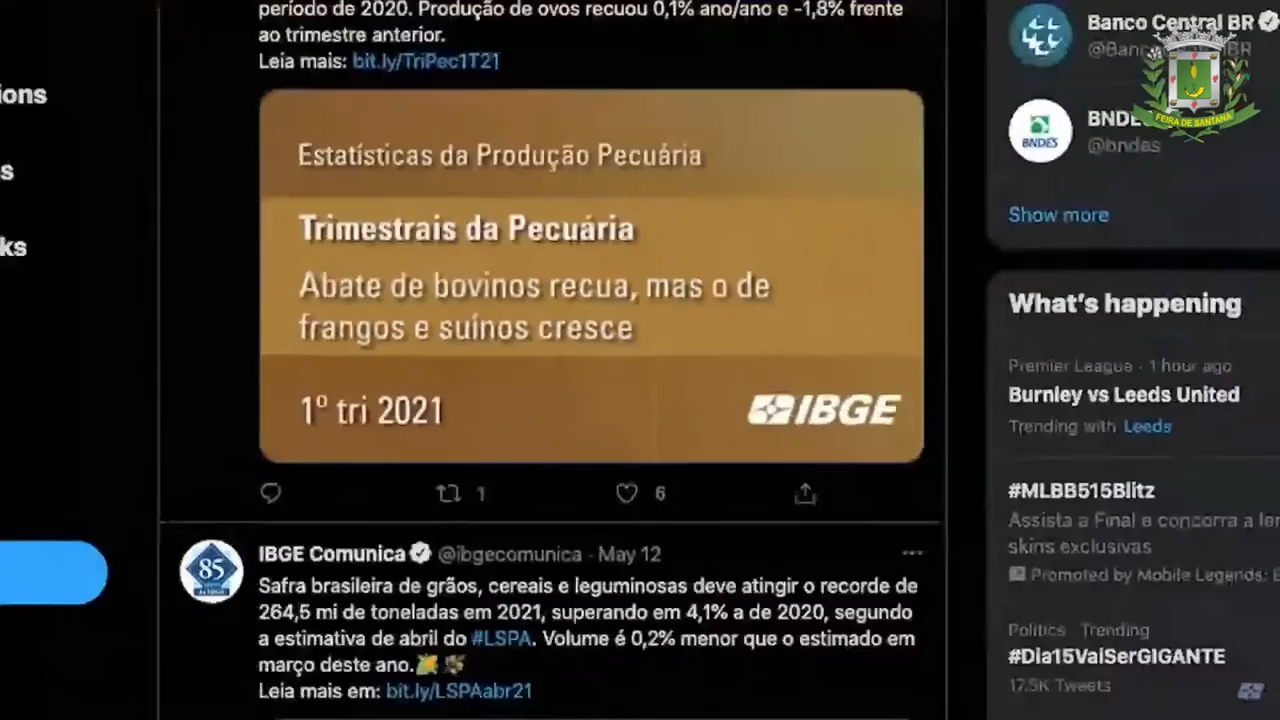 período de 2020. Produção de ovos recuou 0,1% ano/ano e -1,8% frente
ao trimestre anterior.
Leia mais: bit.ly/TriPec1T21
Estatísticas da Produção Pecuária
Trimestrais da Pecuária
Abate de bovinos recua, mas o de
frangos e suínos cresce
1º tri 2021
IBGE
1
6
85
IBGE Comunica @ibgecomunica · May 12
Safra brasileira de grãos, cereais e leguminosas deve atingir o recorde de
264,5 mi de toneladas em 2021, superando em 4,1% a de 2020, segundo
a estimativa de abril do #LSPA. Volume é 0,2% menor que o estimado em
março deste ano.
Leia mais em: bit.ly/LSPAabr21
ions
s
ks
Banco Central BR
FEIRA DE SANTANA
BNDES
@bndes
Show more
What's happening
Premier League · 1 hour ago
Burnley vs Leeds United
Trending with Leeds
#MLBB515Blitz
Assista a Final e concorra a
skins exclusivas
Promoted by Mobile Legends:
Politics · Trending
#Dia15VaiSerGIGANTE
17.5K Tweets